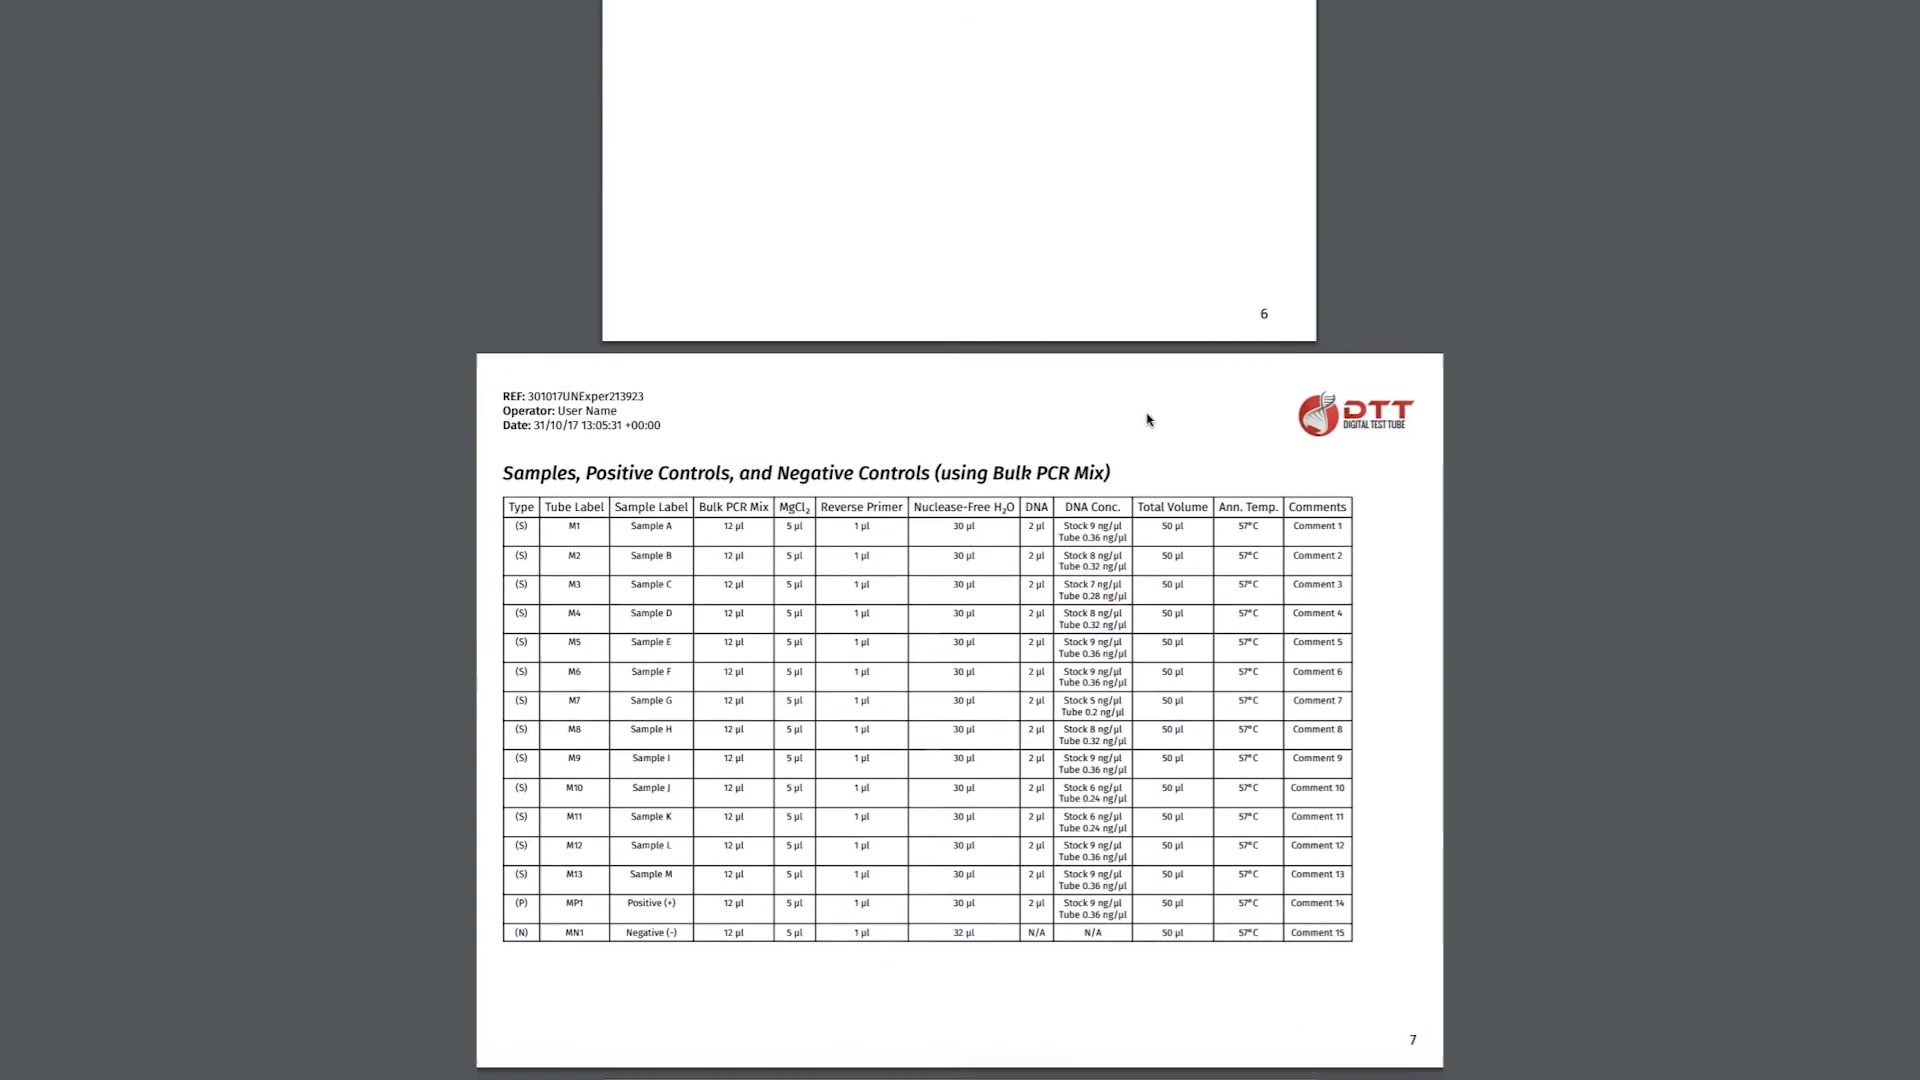 6
REF: 301017UNExper213923
Operator: User Name
Date: 31/10/17 13:05:31 +00:00
DTT
DIGITAL TEST TUBE
Samples, Positive Controls, and Negative Controls (using Bulk PCR Mix)
Type Tube Label Sample Label Bulk PCR Mix MgCl₂ Reverse Primer Nuclease-Free H₂O DNA DNA Conc. Total Volume Ann. Temp. Comments
(S) M1 Sample A 12 µl 5 µl 1 µl 30 µl 2 µl Stock 9 ng/µl 50 µl 57°C Comment 1
Tube 0.36 ng/µl
(S) M2 Sample B 12 µl 5 µl 1 µl 30 µl 2 µl Stock 8 ng/µl 50 µl 57°C Comment 2
Tube 0.32 ng/µl
(S) M3 Sample C 12 µl 5 µl 1 µl 30 µl 2 µl Stock 7 ng/µl 50 µl 57°C Comment 3
Tube 0.28 ng/µl
(S) M4 Sample D 12 µl 5 µl 1 µl 30 µl 2 µl Stock 8 ng/µl 50 µl 57°C Comment 4
Tube 0.32 ng/µl
(S) M5 Sample E 12 µl 5 µl 1 µl 30 µl 2 µl Stock 9 ng/µl 50 µl 57°C Comment 5
Tube 0.36 ng/µl
(S) M6 Sample F 12 µl 5 µl 1 µl 30 µl 2 µl Stock 9 ng/µl 50 µl 57°C Comment 6
Tube 0.36 ng/µl
(S) M7 Sample G 12 µl 5 µl 1 µl 30 µl 2 µl Stock 5 ng/µl 50 µl 57°C Comment 7
Tube 0.2 ng/µl
(S) M8 Sample H 12 µl 5 µl 1 µl 30 µl 2 µl Stock 8 ng/µl 50 µl 57°C Comment 8
Tube 0.32 ng/µl
(S) M9 Sample I 12 µl 5 µl 1 µl 30 µl 2 µl Stock 9 ng/µl 50 µl 57°C Comment 9
Tube 0.36 ng/µl
(S) M10 Sample J 12 µl 5 µl 1 µl 30 µl 2 µl Stock 6 ng/µl 50 µl 57°C Comment 10
Tube 0.24 ng/µl
(S) M11 Sample K 12 µl 5 µl 1 µl 30 µl 2 µl Stock 6 ng/µl 50 µl 57°C Comment 11
Tube 0.24 ng/µl
(S) M12 Sample L 12 µl 5 µl 1 µl 30 µl 2 µl Stock 9 ng/µl 50 µl 57°C Comment 12
Tube 0.36 ng/µl
(S) M13 Sample M 12 µl 5 µl 1 µl 30 µl 2 µl Stock 9 ng/µl 50 µl 57°C Comment 13
Tube 0.36 ng/µl
(P) MP1 Positive (+) 12 µl 5 µl 1 µl 30 µl 2 µl Stock 9 ng/µl 50 µl 57°C Comment 14
Tube 0.36 ng/µl
(N) MN1 Negative (-) 12 µl 5 µl 1 µl 32 µl N/A N/A 50 µl 57°C Comment 15
7